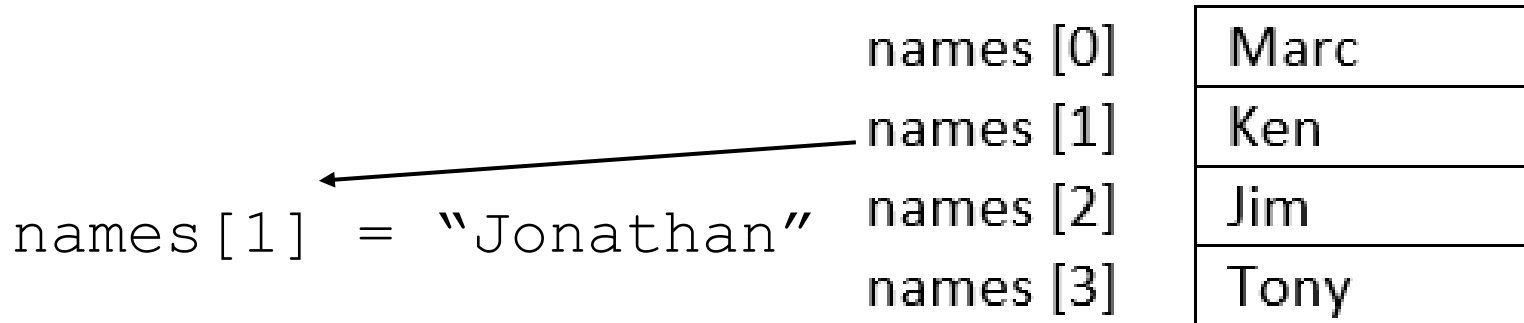 names [0] Marc
names [1] Ken
names[1] = “Jonathan”
names [2] Jim
names [3] Tony